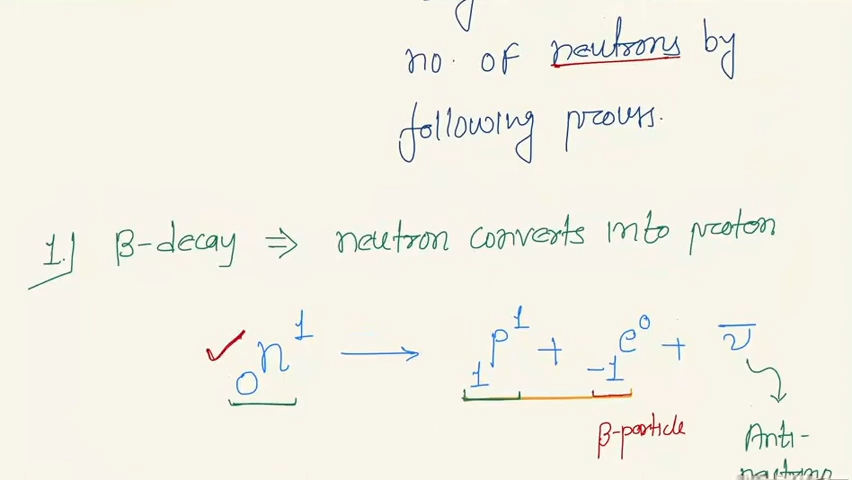 no. of neutrons by
following process.
1.) β-decay ⇒ neutron converts into proton
₀n¹ ⟶ ₁p¹ + ₋₁e⁰ + ν̅
β-particle
Anti-